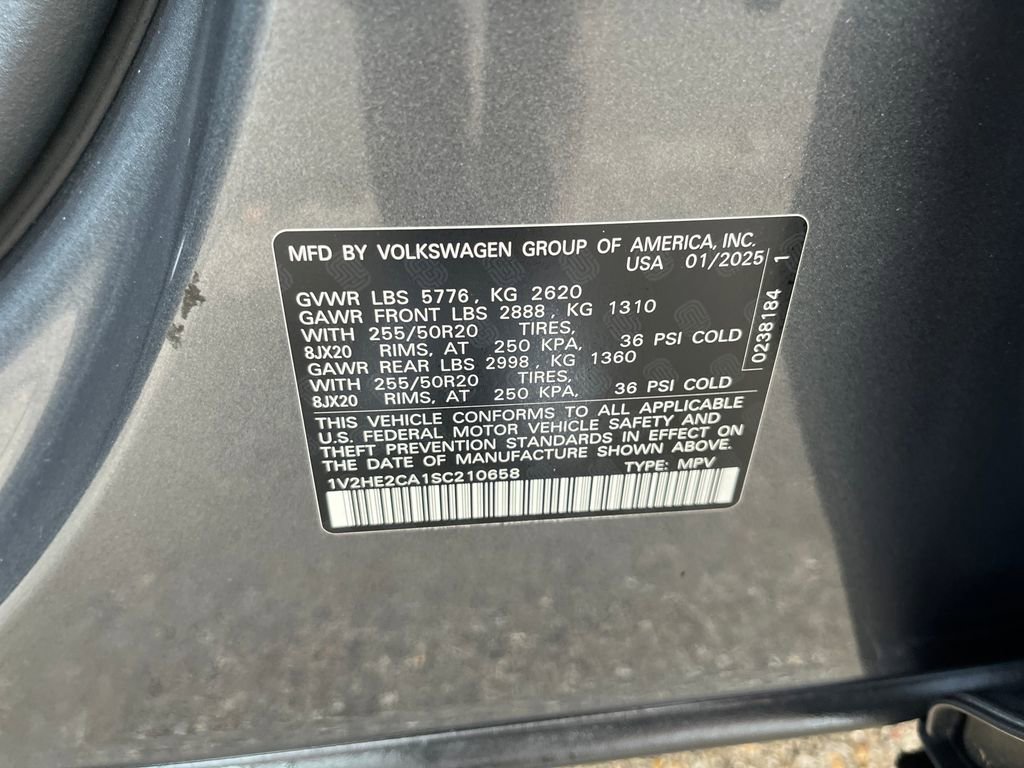 MFD BY VOLKSWAGEN GROUP OF AMERICA, INC.
USA 01/2025
GVWR LBS 5776, KG 2620
GAWR FRONT LBS 2888, KG 1310
WITH 255/50R20 TIRES,
8JX20 RIMS, AT 250 KPA, 36 PSI COLD
GAWR REAR LBS 2998, KG 1360
WITH 255/50R20 TIRES,
8JX20 RIMS, AT 250 KPA, 36 PSI COLD
THIS VEHICLE CONFORMS TO ALL APPLICABLE
U.S. FEDERAL MOTOR VEHICLE SAFETY AND
THEFT PREVENTION STANDARDS IN EFFECT ON
THE DATE OF MANUFACTURE SHOWN ABOVE.
1V2HE2CA1SC210658 TYPE: MPV
0238184 1